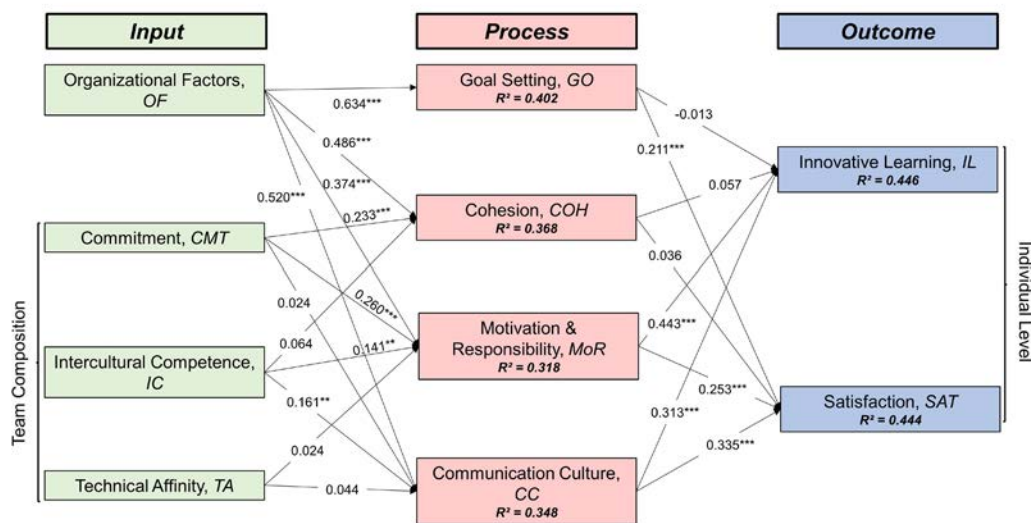 Input
Process
Outcome
Organizational Factors,
OF
Goal Setting, GO
R² = 0.402
0.634***
-0.013
0.486***
0.211***
Innovative Learning, IL
R² = 0.446
0.374***
0.057
0.520***
0.233***
Cohesion, COH
R² = 0.368
Commitment, CMT
0.036
0.024
0.260***
0.443***
0.064
Motivation &
Responsibility, MoR
R² = 0.318
0.141**
Intercultural Competence,
IC
0.253***
0.161**
0.313***
Satisfaction, SAT
R² = 0.444
0.335***
0.024
Technical Affinity, TA
0.044
Communication Culture,
CC
R² = 0.348
Team Composition
Individual Level